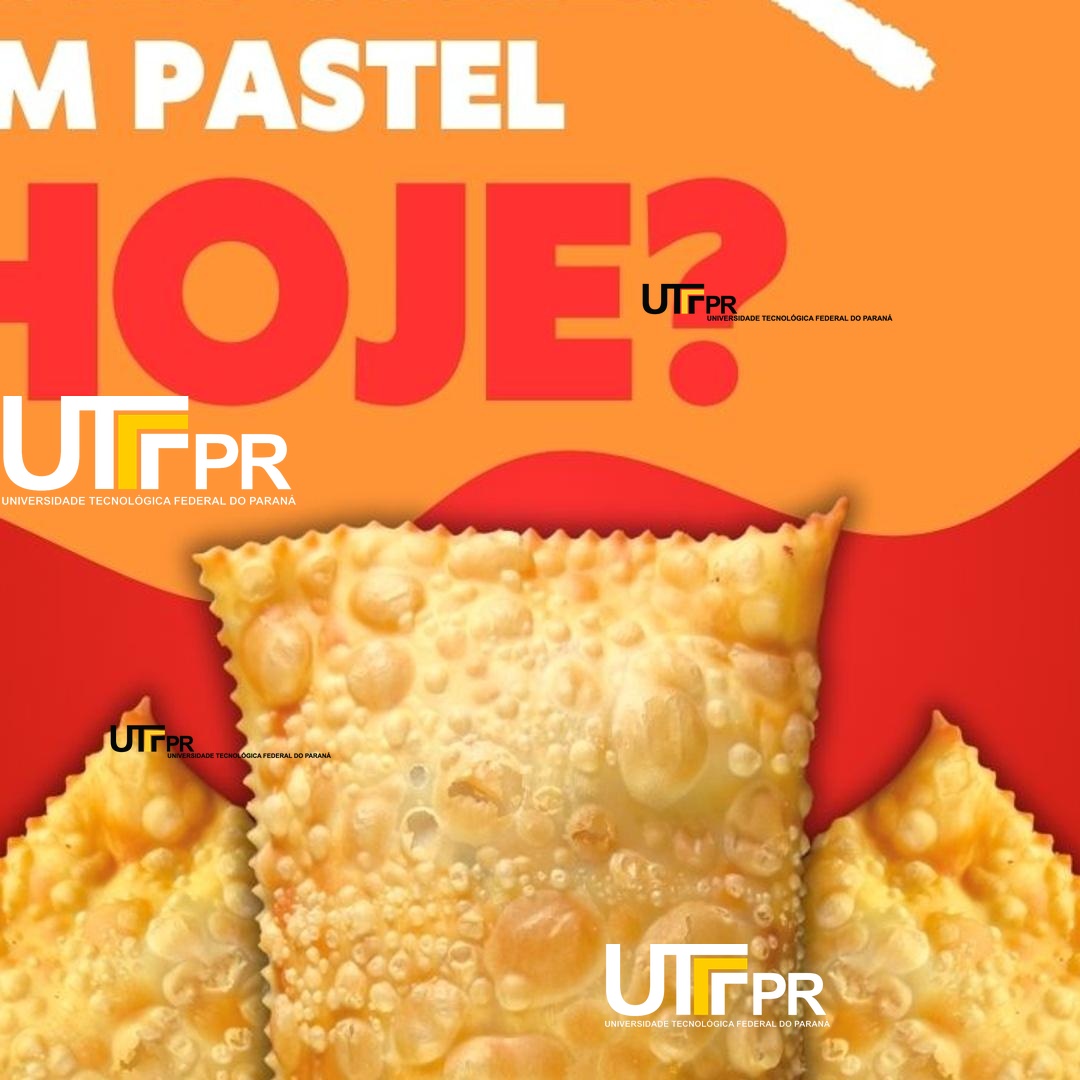 M PASTEL
HOJE?
UTFPR
UNIVERSIDADE TECNOLÓGICA FEDERAL DO PARANÁ
UTFPR
UNIVERSIDADE TECNOLÓGICA FEDERAL DO PARANÁ
UTFPR
UNIVERSIDADE TECNOLÓGICA FEDERAL DO PARANÁ
UTFPR
UNIVERSIDADE TECNOLÓGICA FEDERAL DO PARANÁ